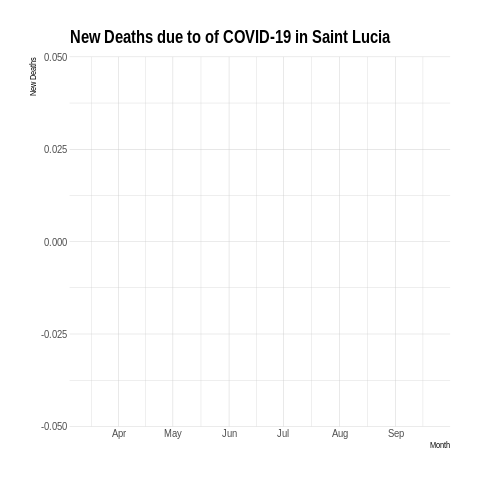 New Deaths due to of COVID-19 in Saint Lucia
New Deaths
0.050
0.025
0.000
-0.025
-0.050
Apr May Jun Jul Aug Sep
Month